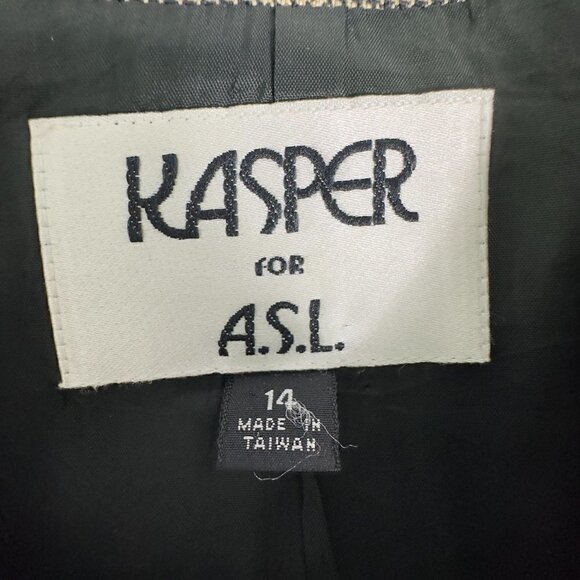 KASPER
FOR
A.S.L.
14
MADE IN
TAIWAN